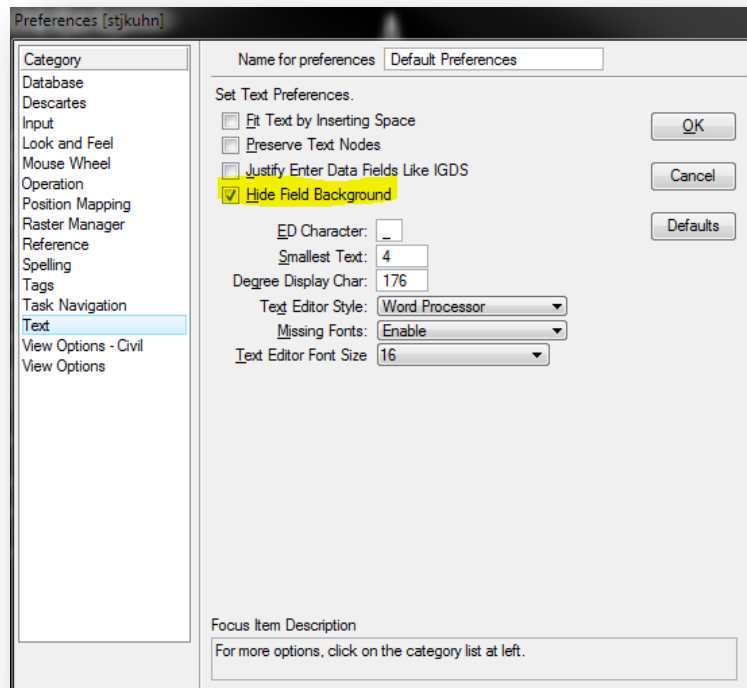 Preferences [stjkuhn]
Category
Database
Descartes
Input
Look and Feel
Mouse Wheel
Operation
Position Mapping
Raster Manager
Reference
Spelling
Tags
Task Navigation
Text
View Options - Civil
View Options
Name for preferences Default Preferences
Set Text Preferences.
Fit Text by Inserting Space
Preserve Text Nodes
Justify Enter Data Fields Like IGDS
Hide Field Background
ED Character: _
Smallest Text: 4
Degree Display Char: 176
Text Editor Style: Word Processor
Missing Fonts: Enable
Text Editor Font Size 16
OK
Cancel
Defaults
Focus Item Description
For more options, click on the category list at left.